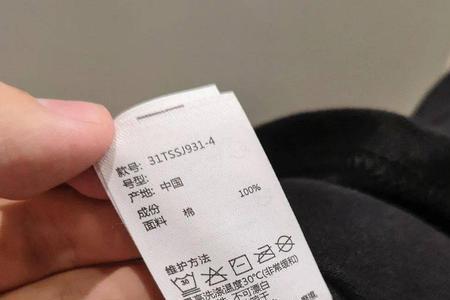 款号: 31TSSJ931-4
号型:
产地: 中国
成份
面料 棉 100%
维护方法
高洗涤温度30℃(非常缓和)
不可漂白